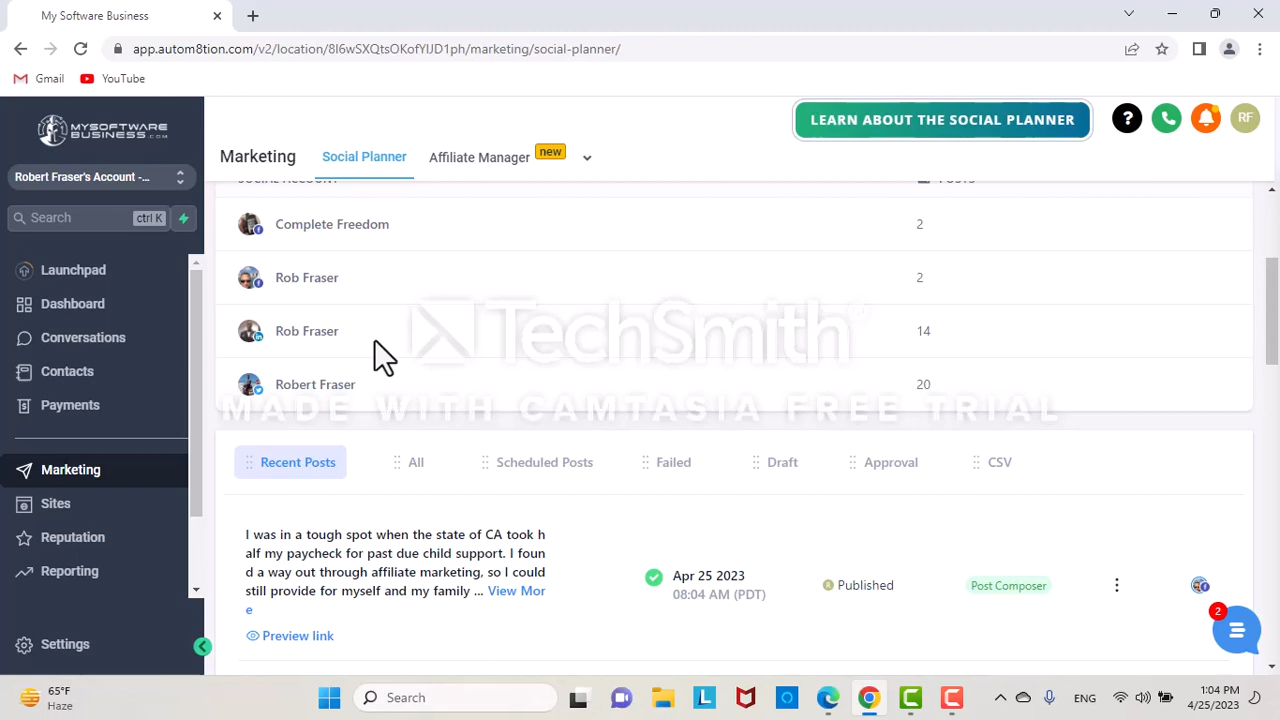 My Software Business
app.autom8tion.com/v2/location/8I6wSXQtsOKofYlJD1ph/marketing/social-planner/
Gmail YouTube
MYSOFTWARE
BUSINESS.COM
LEARN ABOUT THE SOCIAL PLANNER
? RF
Marketing Social Planner Affiliate Manager new
Robert Fraser's Account -...
SOCIAL ACCOUNT POSTS
Search ctrl K
Complete Freedom 2
Launchpad
Rob Fraser 2
Dashboard
Rob Fraser 14
Conversations
TechSmith®
Contacts
Robert Fraser 20
Payments
MADE WITH CAMTASIA FREE TRIAL
Recent Posts All Scheduled Posts Failed Draft Approval CSV
Marketing
Sites
Reputation
Reporting
I was in a tough spot when the state of CA took h
alf my paycheck for past due child support. I foun
d a way out through affiliate marketing, so I could
still provide for myself and my family ... View Mor
e
Apr 25 2023
08:04 AM (PDT)
Published
Post Composer
Preview link
2
Settings
65°F
Haze
Search
ENG
1:04 PM
4/25/2023